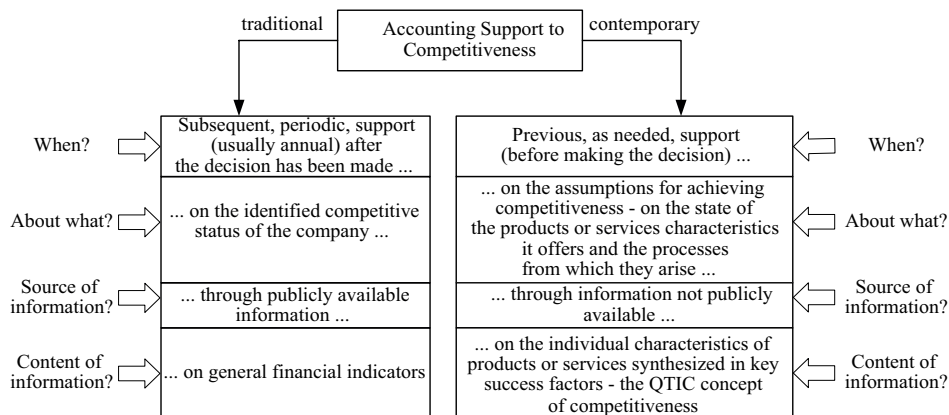 traditional
Accounting Support to
Competitiveness
contemporary
When?
Subsequent, periodic, support
(usually annual) after
the decision has been made ...
Previous, as needed, support
(before making the decision) ...
When?
About what?
... on the identified competitive
status of the company ...
... on the assumptions for achieving
competitiveness - on the state of
the products or services characteristics
it offers and the processes
from which they arise ...
About what?
Source of
information?
... through publicly available
information ...
... through information not publicly
available ...
Source of
information?
Content of
information?
... on general financial indicators
... on the individual characteristics of
products or services synthesized in key
success factors - the QTIC concept
of competitiveness
Content of
information?